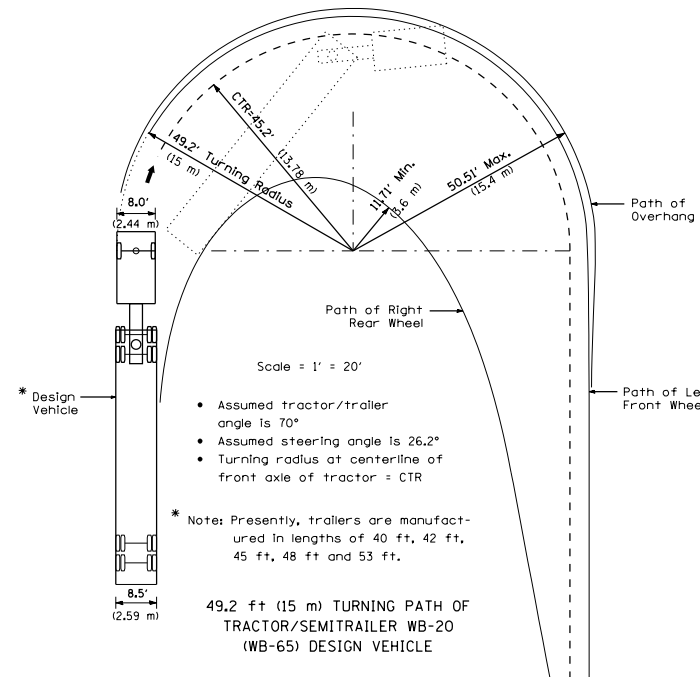 CTR=45.2'
(13.78 m)
49.2' Turning Radius
(15 m)
11.71' Min.
(3.6 m)
50.51' Max.
(15.4 m)
8.0'
(2.44 m)
Path of
Overhang
Path of Right
Rear Wheel
Scale = 1' = 20'
* Design
Vehicle
Path of Le
Front Whee
• Assumed tractor/trailer
angle is 70°
• Assumed steering angle is 26.2°
• Turning radius at centerline of
front axle of tractor = CTR
* Note: Presently, trailers are manufact-
ured in lengths of 40 ft, 42 ft,
45 ft, 48 ft and 53 ft.
8.5'
(2.59 m)
49.2 ft (15 m) TURNING PATH OF
TRACTOR/SEMITRAILER WB-20
(WB-65) DESIGN VEHICLE